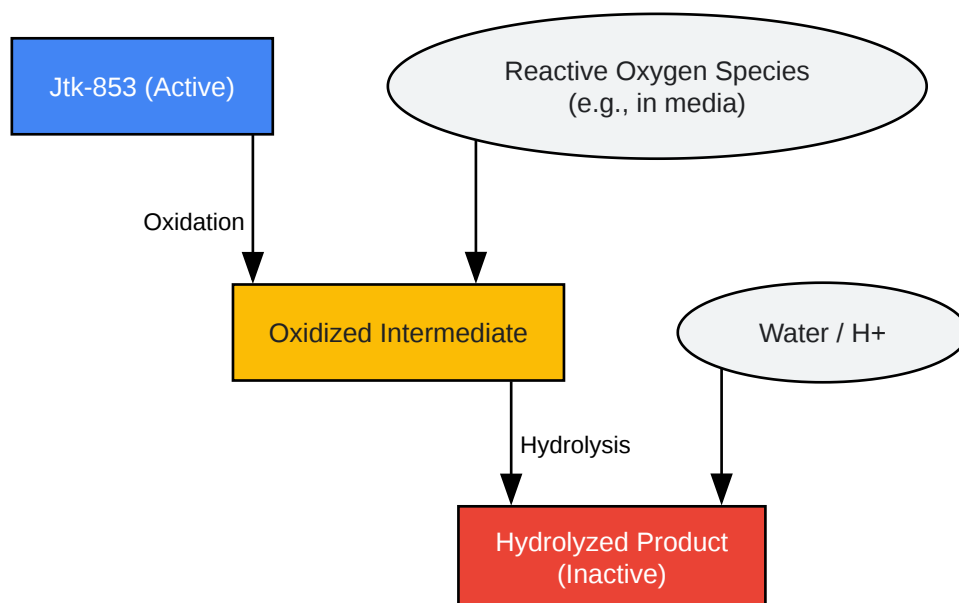 Jtk-853 (Active)
Reactive Oxygen Species
(e.g., in media)
Oxidation
Oxidized Intermediate
Water / H+
Hydrolysis
Hydrolyzed Product
(Inactive)